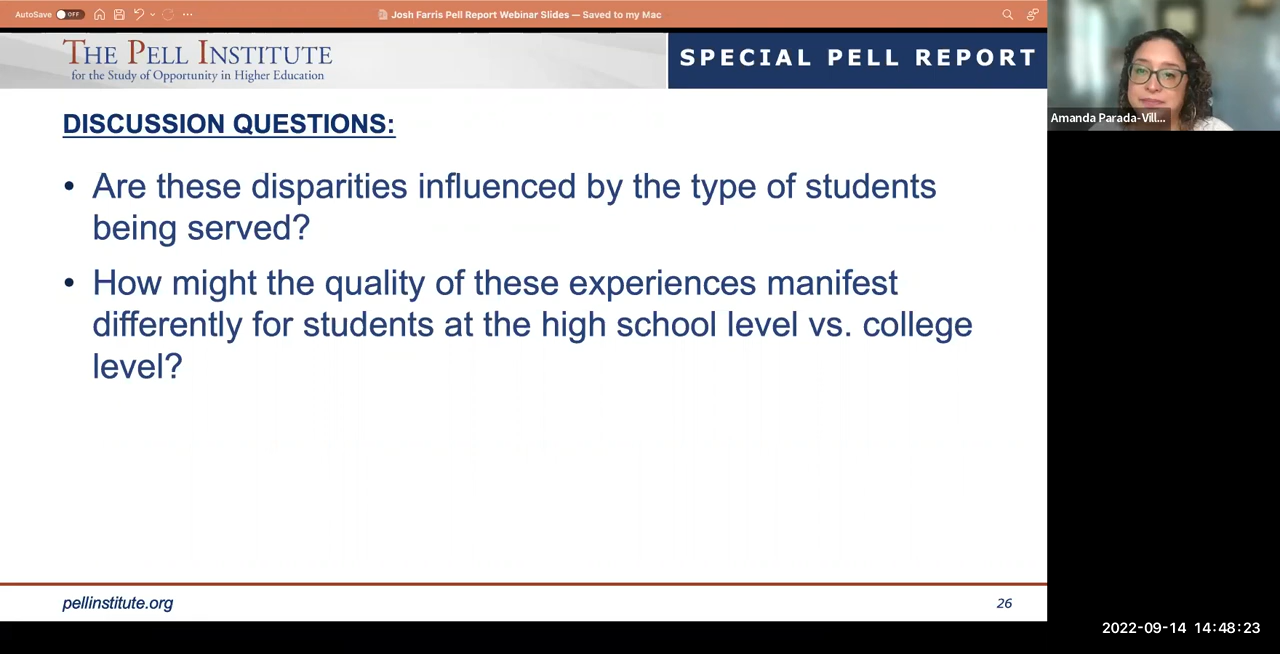 AutoSave OFF
Josh Farris Pell Report Webinar Slides — Saved to my Mac
THE PELL INSTITUTE
for the Study of Opportunity in Higher Education
SPECIAL PELL REPORT
Amanda Parada-Vill...
DISCUSSION QUESTIONS:
• Are these disparities influenced by the type of students
being served?
• How might the quality of these experiences manifest
differently for students at the high school level vs. college
level?
pellinstitute.org
26
2022-09-14 14:48:23